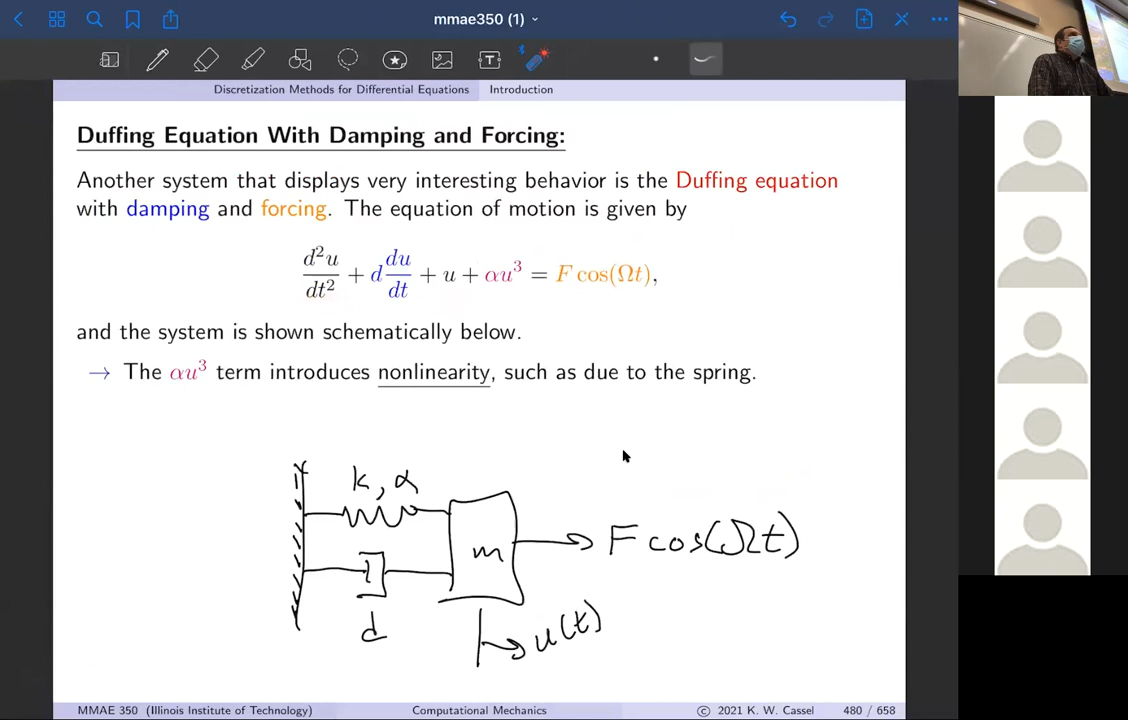 mmae350 (1)
Discretization Methods for Differential Equations Introduction
Duffing Equation With Damping and Forcing:
Another system that displays very interesting behavior is the Duffing equation
with damping and forcing. The equation of motion is given by
d²u/dt² + d du/dt + u + αu³ = F cos(Ωt),
and the system is shown schematically below.
→ The αu³ term introduces nonlinearity, such as due to the spring.
k, α
m
F cos(Ωt)
d
u(t)
MMAE 350 (Illinois Institute of Technology) Computational Mechanics © 2021 K. W. Cassel 480 / 658